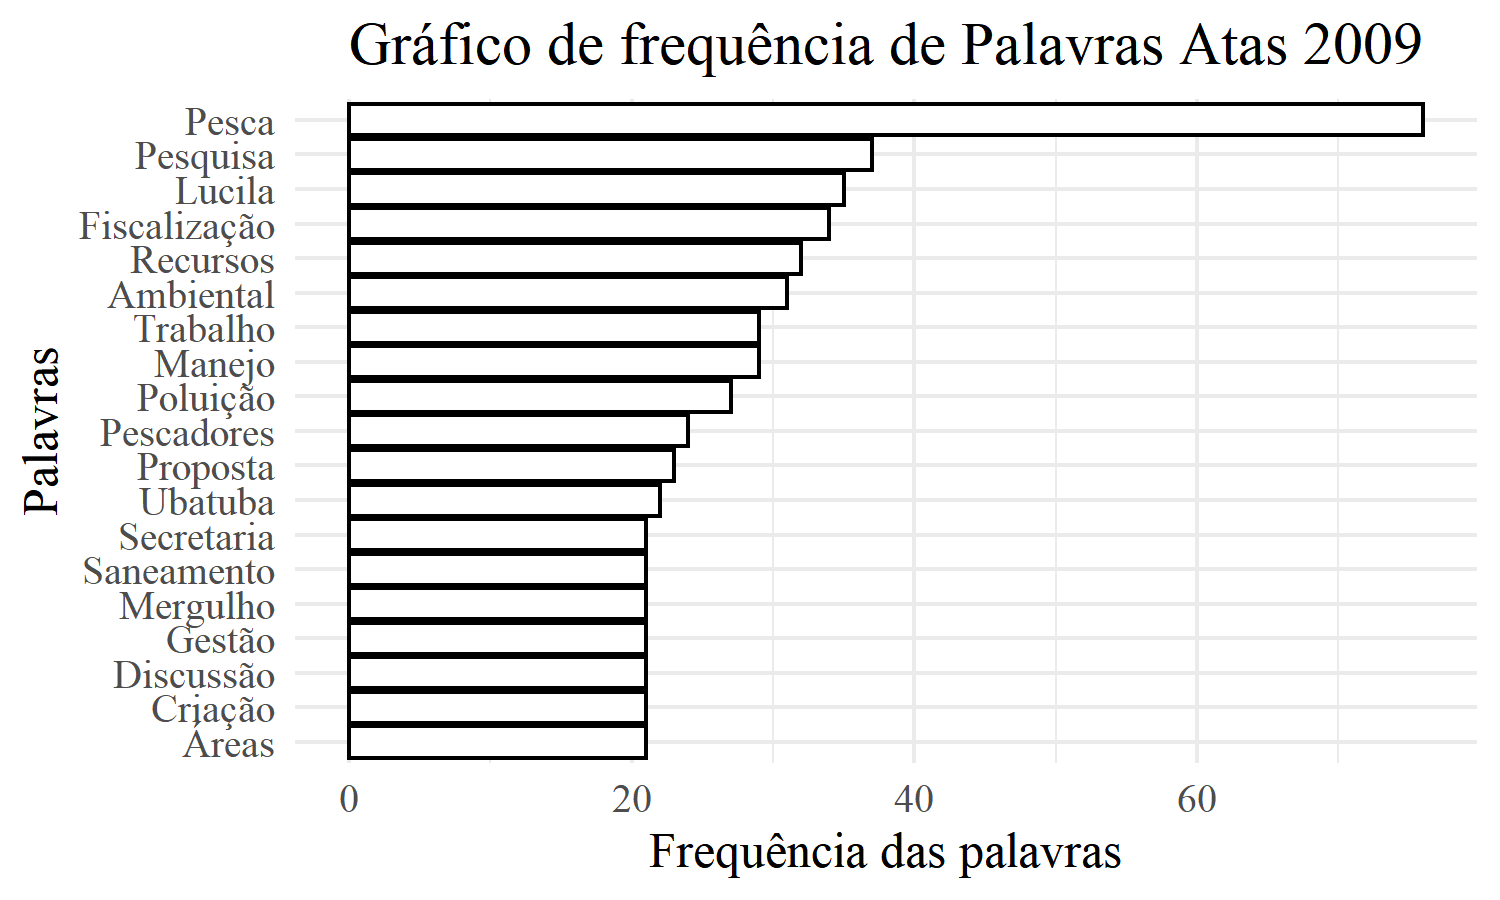 Gráfico de frequência de Palavras Atas 2009
Palavras
Pesca
Pesquisa
Lucila
Fiscalização
Recursos
Ambiental
Trabalho
Manejo
Poluição
Pescadores
Proposta
Ubatuba
Secretaria
Saneamento
Mergulho
Gestão
Discussão
Criação
Áreas
0 20 40 60
Frequência das palavras